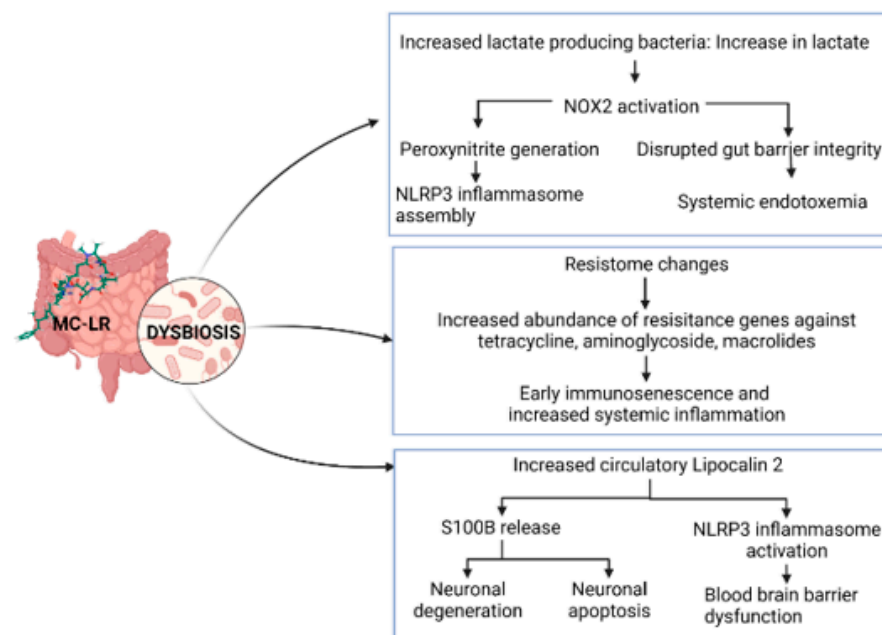 Increased lactate producing bacteria: Increase in lactate
NOX2 activation
Peroxynitrite generation
Disrupted gut barrier integrity
NLRP3 inflammasome
assembly
Systemic endotoxemia
MC-LR
DYSBIOSIS
Resistome changes
Increased abundance of resisitance genes against
tetracycline, aminoglycoside, macrolides
Early immunosenescence and
increased systemic inflammation
Increased circulatory Lipocalin 2
S100B release
NLRP3 inflammasome
activation
Neuronal
degeneration
Neuronal
apoptosis
Blood brain barrier
dysfunction